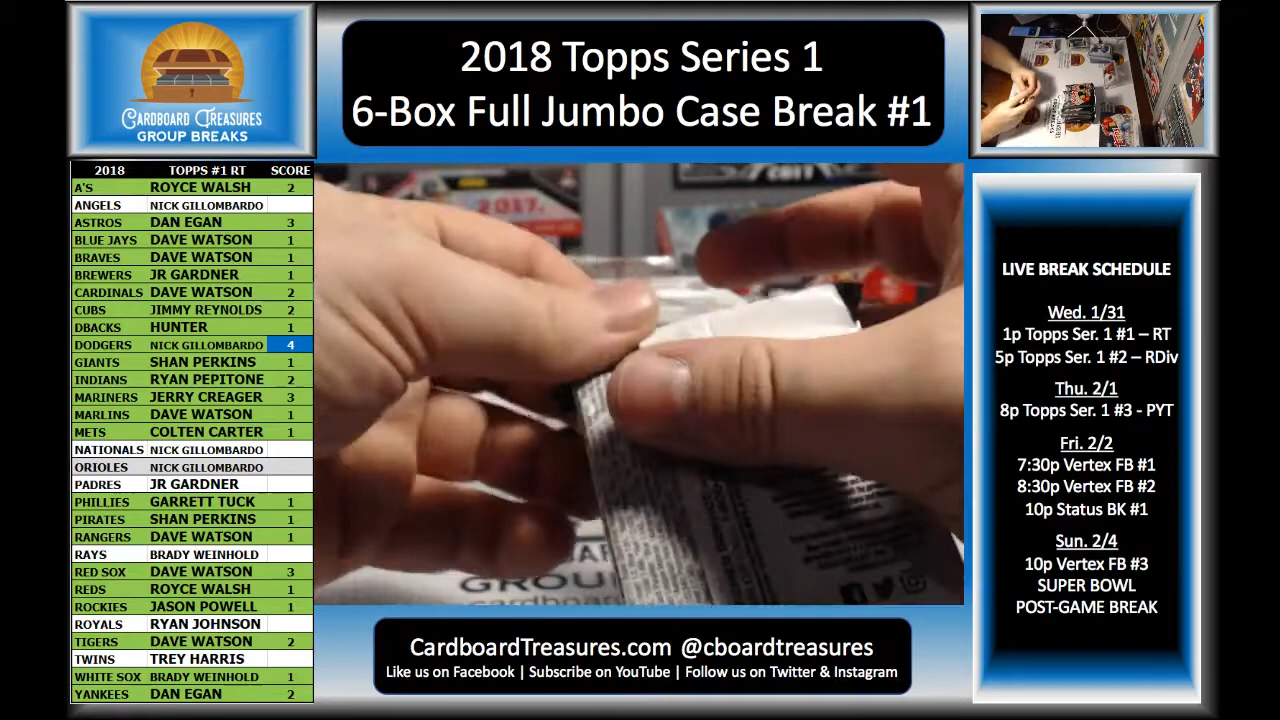 CARDBOARD TREASURES
GROUP BREAKS
2018 Topps Series 1
6-Box Full Jumbo Case Break #1
2018 TOPPS #1 RT SCORE
A'S ROYCE WALSH 2
ANGELS NICK GILLOMBARDO
ASTROS DAN EGAN 3
BLUE JAYS DAVE WATSON 1
BRAVES DAVE WATSON 1
BREWERS JR GARDNER 1
CARDINALS DAVE WATSON 2
CUBS JIMMY REYNOLDS 2
DBACKS HUNTER 1
DODGERS NICK GILLOMBARDO 4
GIANTS SHAN PERKINS 1
INDIANS RYAN PEPITONE 2
MARINERS JERRY CREAGER 3
MARLINS DAVE WATSON 1
METS COLTEN CARTER 1
NATIONALS NICK GILLOMBARDO
ORIOLES NICK GILLOMBARDO
PADRES JR GARDNER
PHILLIES GARRETT TUCK 1
PIRATES SHAN PERKINS 1
RANGERS DAVE WATSON 1
RAYS BRADY WEINHOLD
RED SOX DAVE WATSON 3
REDS ROYCE WALSH 1
ROCKIES JASON POWELL 1
ROYALS RYAN JOHNSON
TIGERS DAVE WATSON 2
TWINS TREY HARRIS
WHITE SOX BRADY WEINHOLD 1
YANKEES DAN EGAN 2
2017
GROU
cardboard
CardboardTreasures.com @cboardtreasures
Like us on Facebook | Subscribe on YouTube | Follow us on Twitter & Instagram
LIVE BREAK SCHEDULE
Wed. 1/31
1p Topps Ser. 1 #1 – RT
5p Topps Ser. 1 #2 – RDiv
Thu. 2/1
8p Topps Ser. 1 #3 - PYT
Fri. 2/2
7:30p Vertex FB #1
8:30p Vertex FB #2
10p Status BK #1
Sun. 2/4
10p Vertex FB #3
SUPER BOWL
POST-GAME BREAK